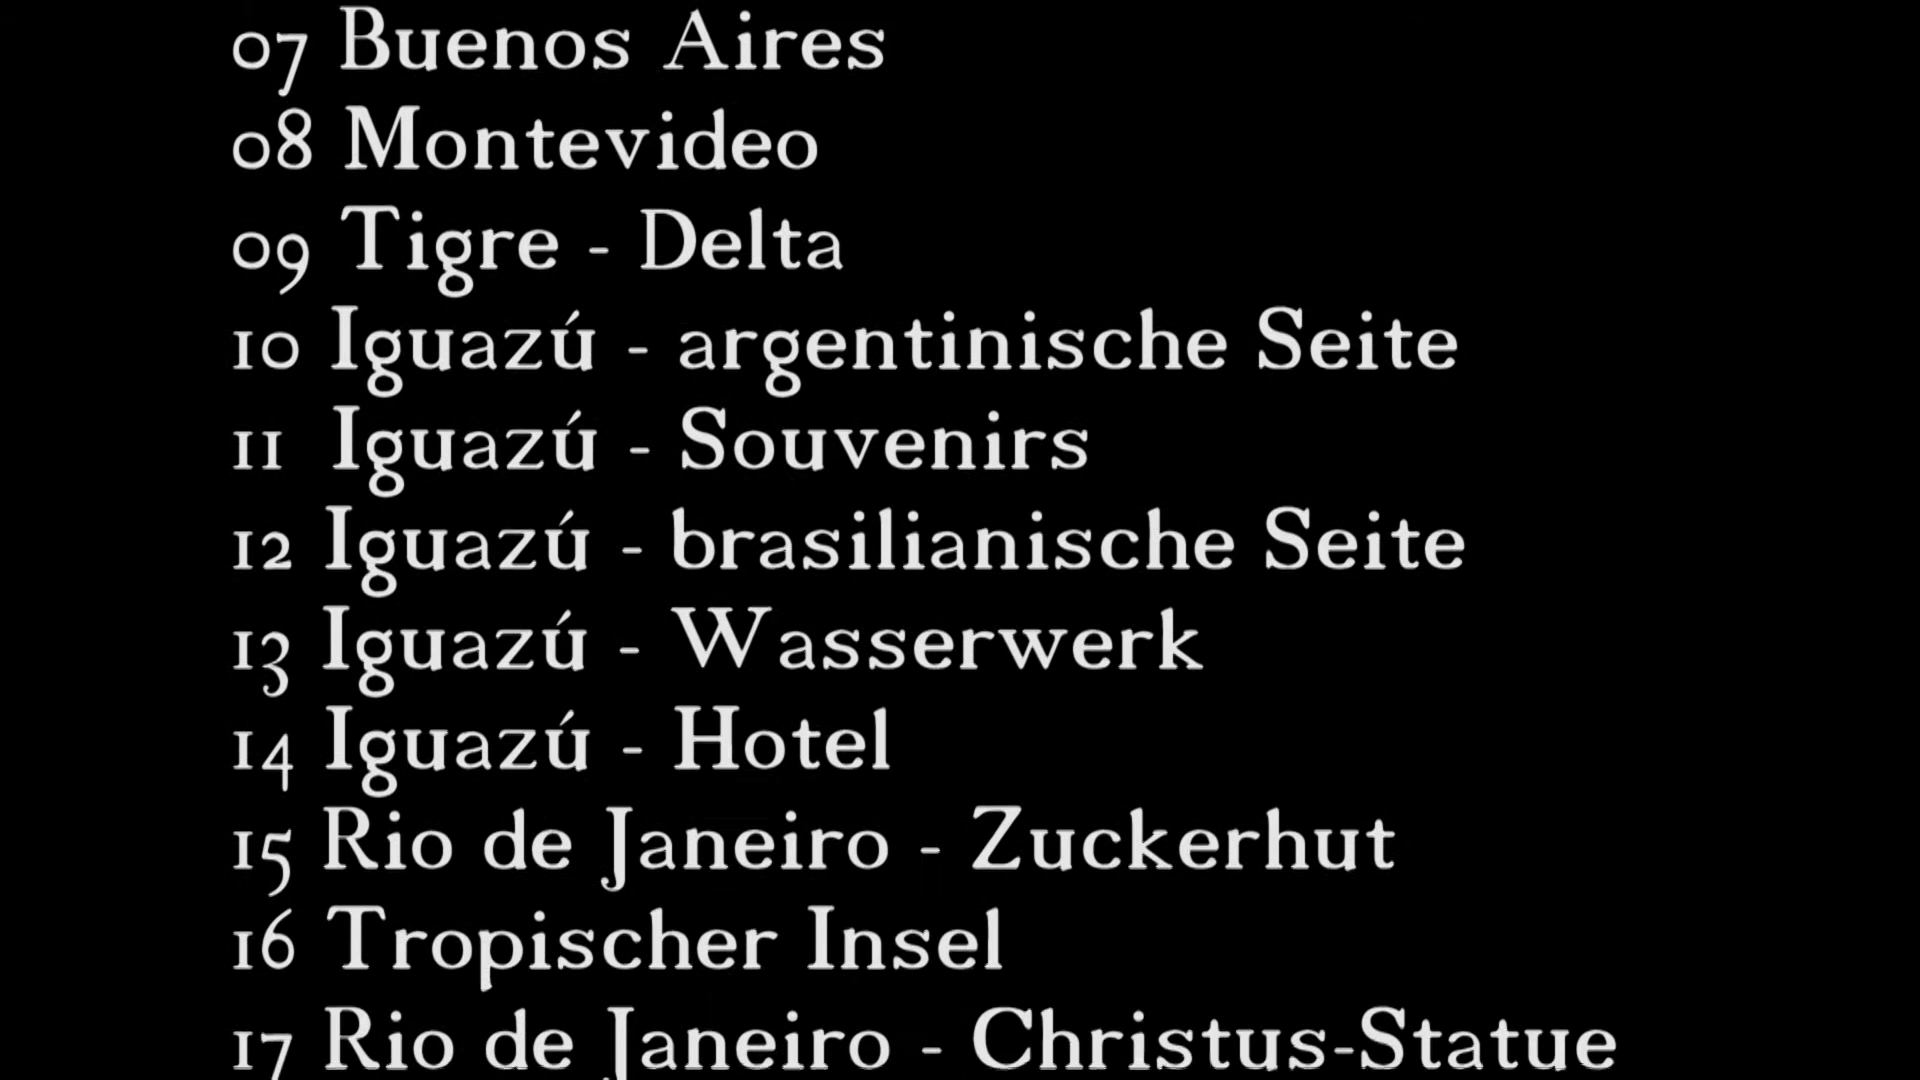 07 Buenos Aires
08 Montevideo
09 Tigre - Delta
10 Iguazú - argentinische Seite
11 Iguazú - Souvenirs
12 Iguazú - brasilianische Seite
13 Iguazú - Wasserwerk
14 Iguazú - Hotel
15 Rio de Janeiro - Zuckerhut
16 Tropischer Insel
17 Rio de Janeiro - Christus-Statue